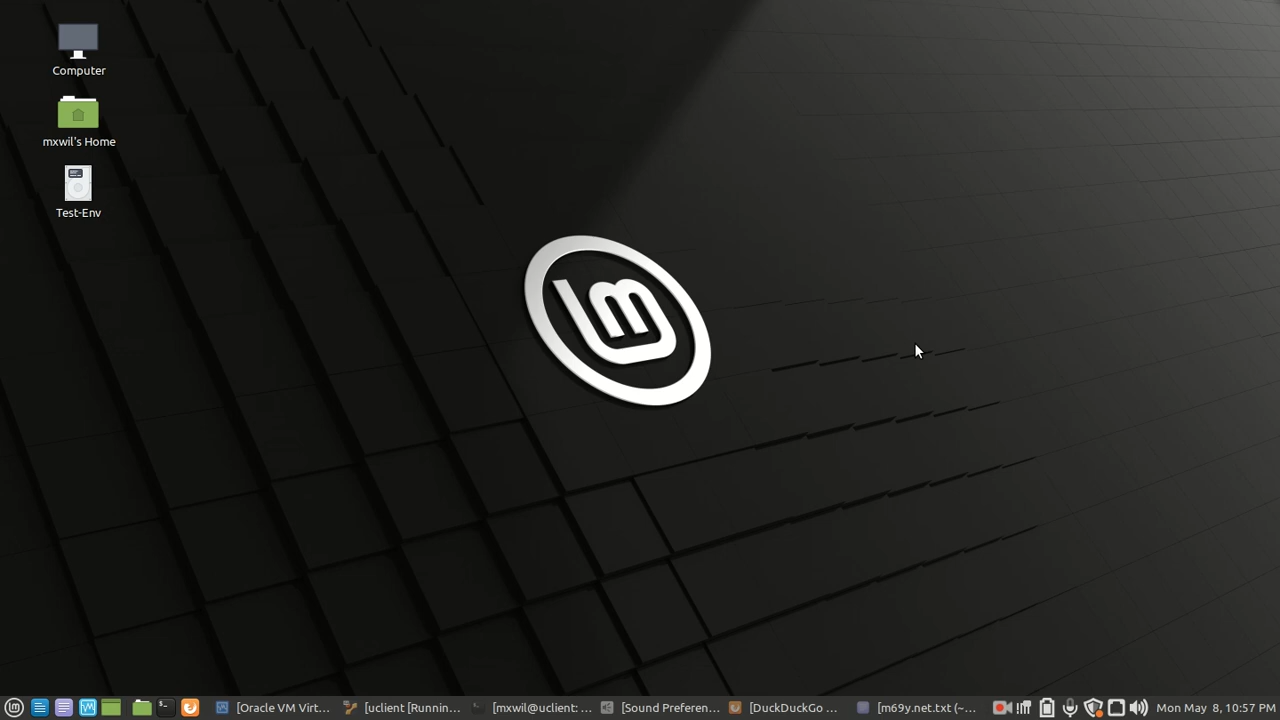 Computer
mxwil's Home
Test-Env
[Oracle VM Virt...
[uclient [Runnin...
[mxwil@uclient: ...
[Sound Preferen...
[DuckDuckGo ...
[m69y.net.txt (~...
Mon May 8, 10:57 PM